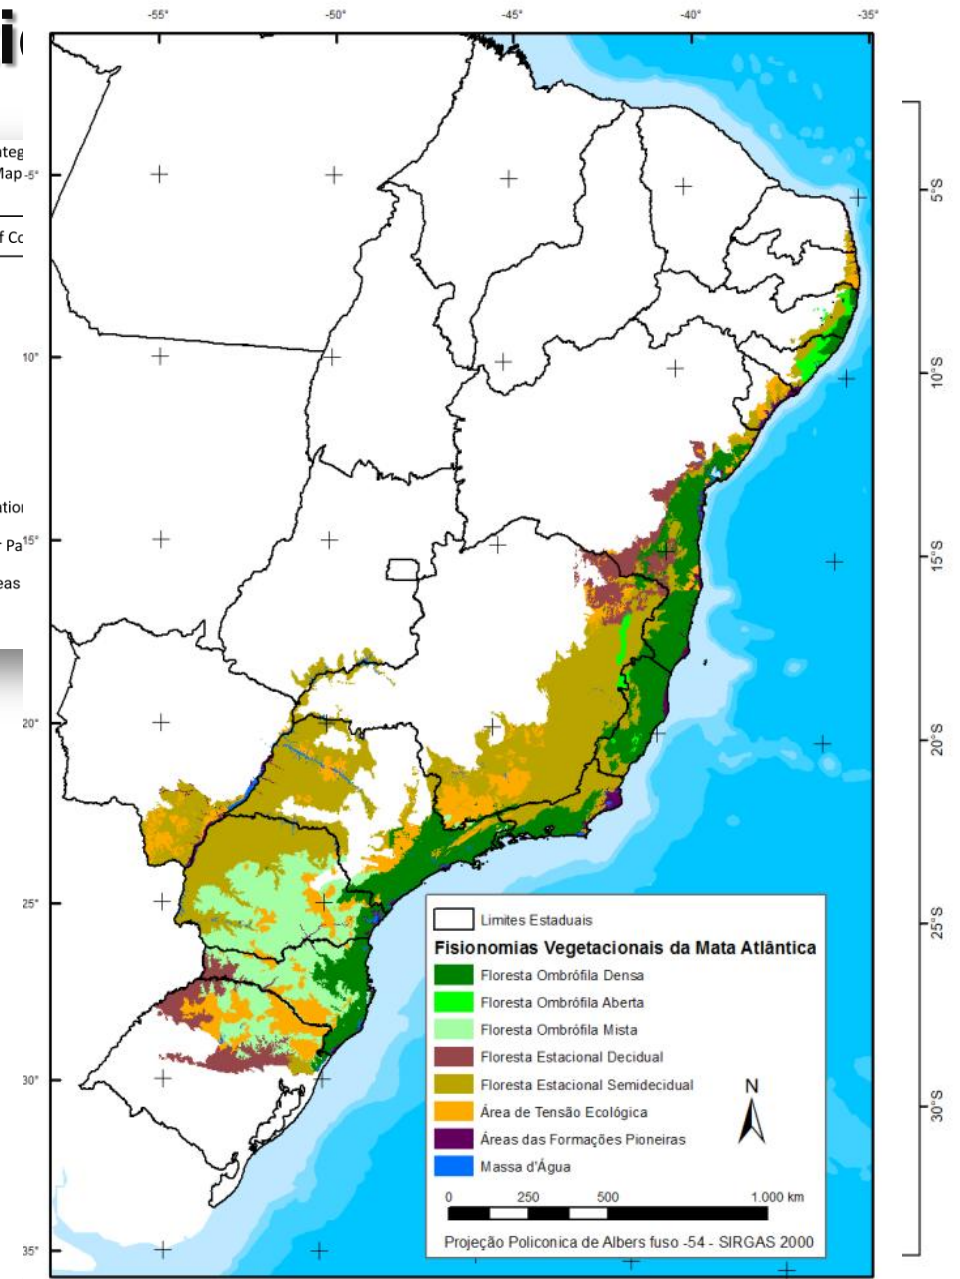 -55°
-50°
-45°
-40°
-35°
-5°
10°
15°
20°
25°
30°
35°
5°S
10°S
15°S
20°S
25°S
30°S
Limites Estaduais
Fisionomias Vegetacionais da Mata Atlântica
Floresta Ombrófila Densa
Floresta Ombrófila Aberta
Floresta Ombrófila Mista
Floresta Estacional Decidual
Floresta Estacional Semidecidual
Área de Tensão Ecológica
Áreas das Formações Pioneiras
Massa d'Água
N
0 250 500 1.000 km
Projeção Policonica de Albers fuso -54 - SIRGAS 2000